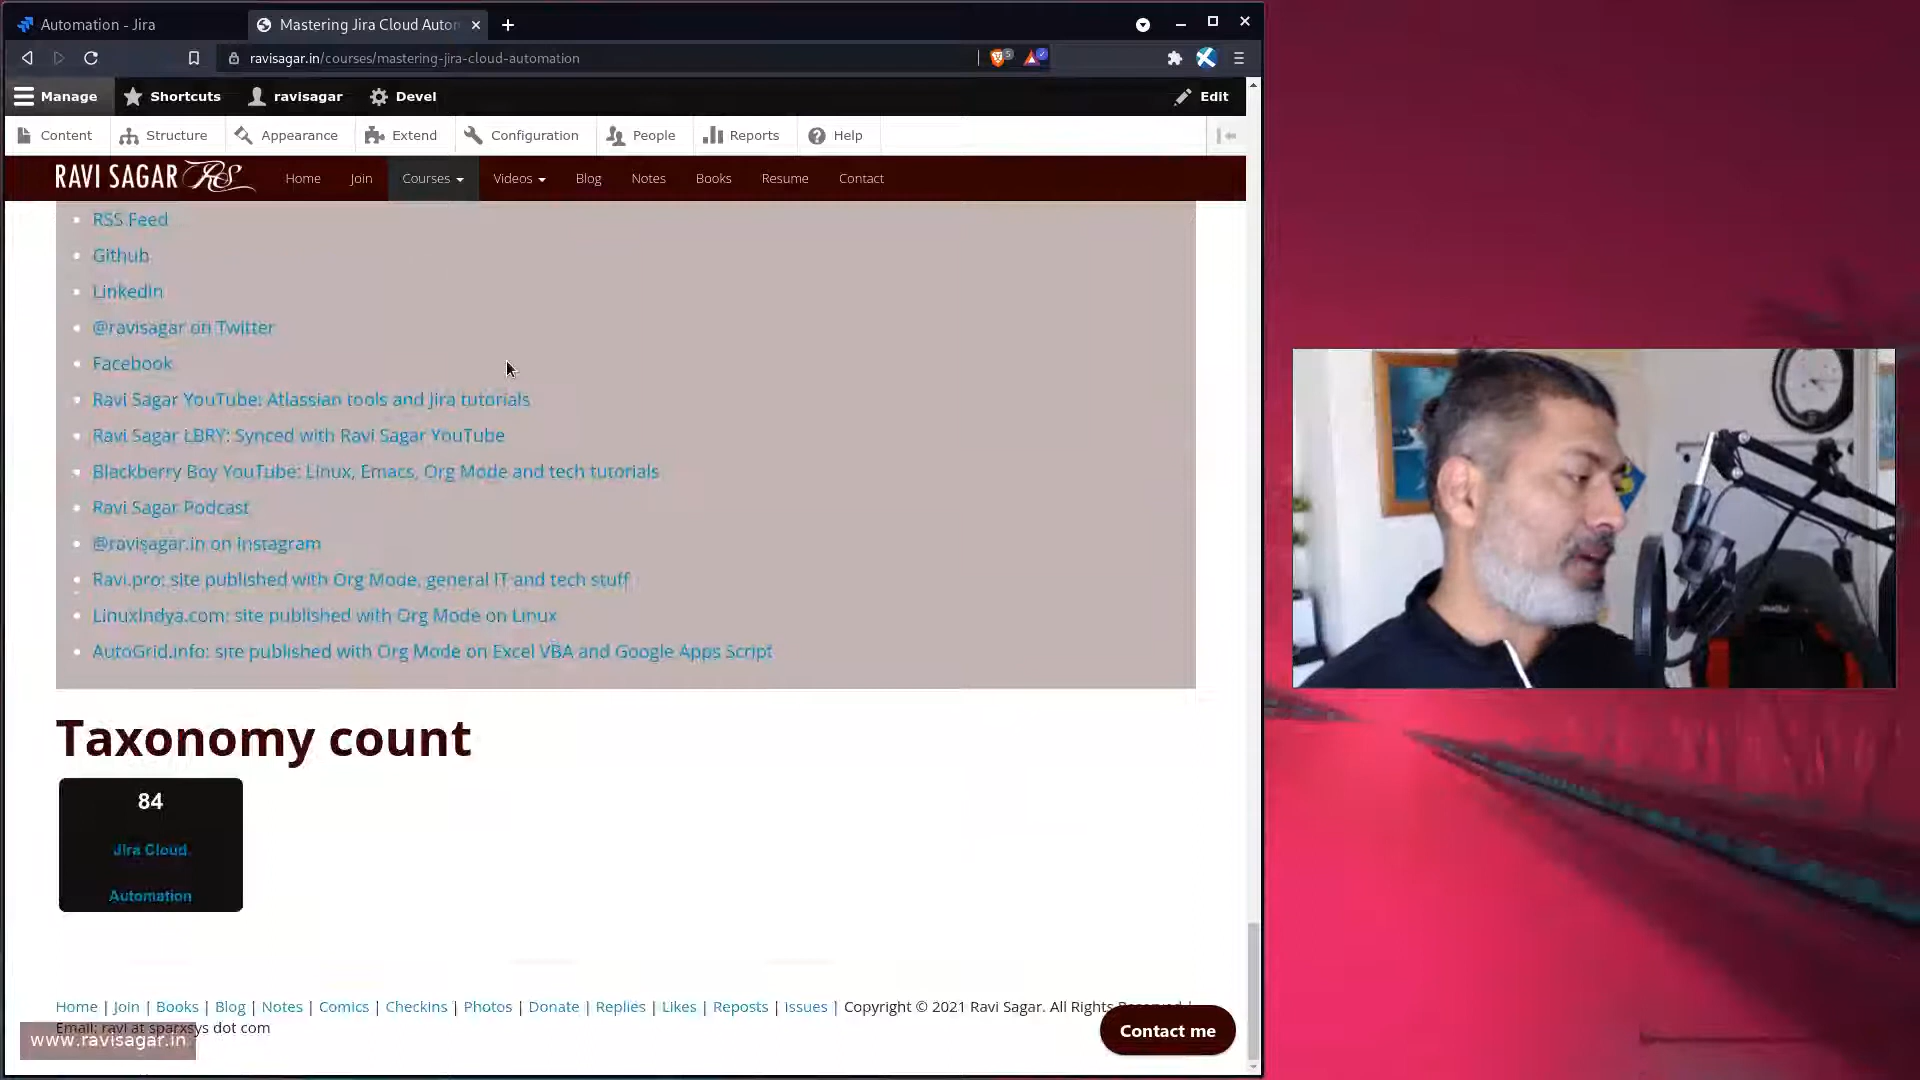 Automation - Jira
Mastering Jira Cloud Autom
ravisagar.in/courses/mastering-jira-cloud-automation
Manage
Shortcuts
ravisagar
Devel
Edit
Content
Structure
Appearance
Extend
Configuration
People
Reports
Help
RAVI SAGAR RS
Home
Join
Courses
Videos
Blog
Notes
Books
Resume
Contact
RSS Feed
Github
LinkedIn
@ravisagar on Twitter
Facebook
Ravi Sagar YouTube: Atlassian tools and Jira tutorials
Ravi Sagar LBRY: Synced with Ravi Sagar YouTube
Blackberry Boy YouTube: Linux, Emacs, Org Mode and tech tutorials
Ravi Sagar Podcast
@ravisagar.in on Instagram
Ravi.pro: site published with Org Mode, general IT and tech stuff
LinuxIndya.com: site published with Org Mode on Linux
AutoGrid.info: site published with Org Mode on Excel VBA and Google Apps Script
Taxonomy count
84
Jira Cloud
Automation
Home | Join | Books | Blog | Notes | Comics | Checkins | Photos | Donate | Replies | Likes | Reposts | Issues | Copyright © 2021 Ravi Sagar. All Rights Reserved |
Email: ravi at sparxsys dot com
www.ravisagar.in
Contact me